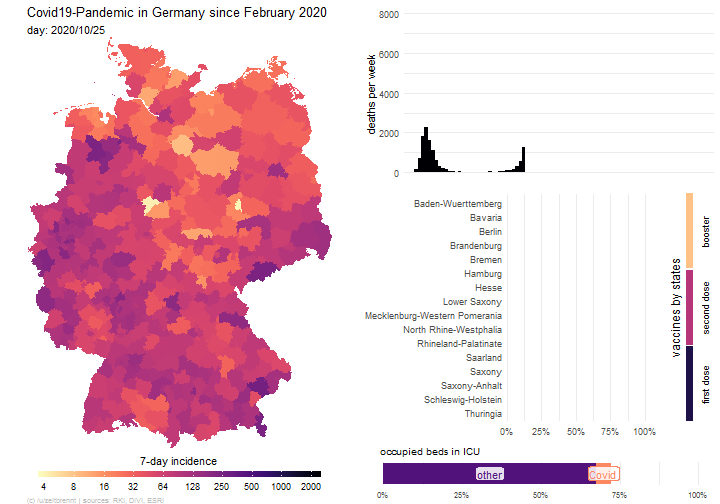 Covid19-Pandemic in Germany since February 2020
day: 2020/10/25
7-day incidence
4 8 16 32 64 125 250 500 1000 2000
(c) /u/zeitbrennt | sources: RKI, DIVI, ESRI
deaths per week
8000
6000
4000
2000
0
Baden-Wuerttemberg
Bavaria
Berlin
Brandenburg
Bremen
Hamburg
Hesse
Lower Saxony
Mecklenburg-Western Pomerania
North Rhine-Westphalia
Rhineland-Palatinate
Saarland
Saxony
Saxony-Anhalt
Schleswig-Holstein
Thuringia
0% 25% 50% 75% 100%
vaccines by states
booster
second dose
first dose
occupied beds in ICU
other Covid
0% 25% 50% 75% 100%